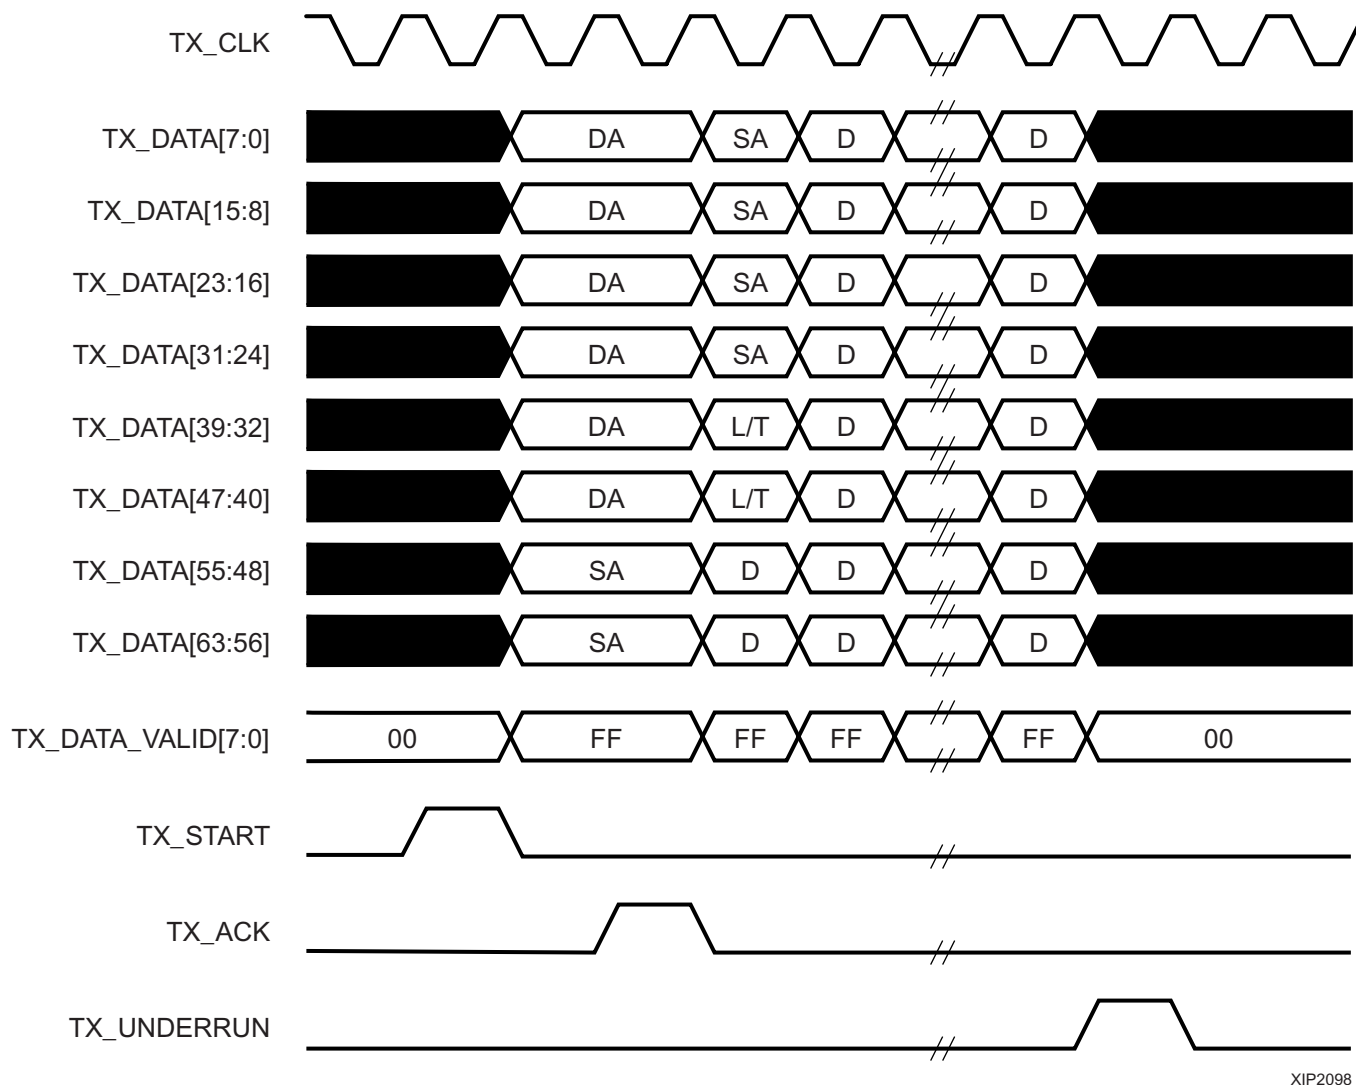 TX_CLK
TX_DATA[7:0] DA SA D D
TX_DATA[15:8] DA SA D D
TX_DATA[23:16] DA SA D D
TX_DATA[31:24] DA SA D D
TX_DATA[39:32] DA L/T D D
TX_DATA[47:40] DA L/T D D
TX_DATA[55:48] SA D D D
TX_DATA[63:56] SA D D D
TX_DATA_VALID[7:0] 00 FF FF FF FF 00
TX_START
TX_ACK
TX_UNDERRUN
XIP2098